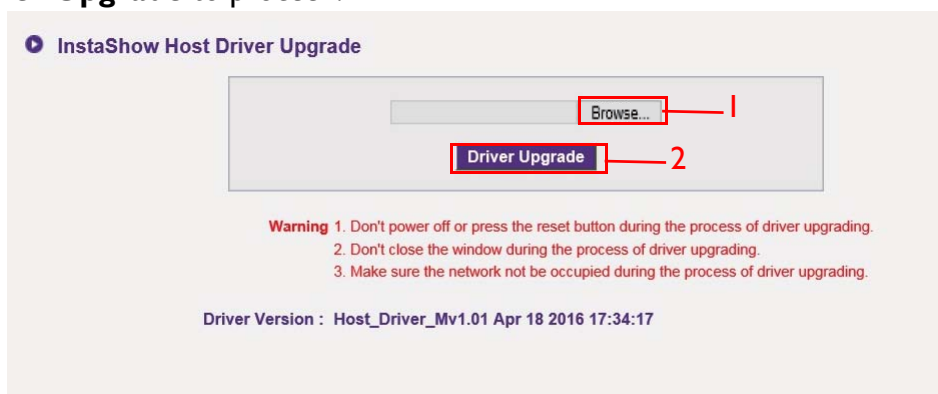 InstaShow Host Driver Upgrade
Browse... 1
Driver Upgrade 2
Warning 1. Don't power off or press the reset button during the process of driver upgrading.
2. Don't close the window during the process of driver upgrading.
3. Make sure the network not be occupied during the process of driver upgrading.
Driver Version : Host_Driver_Mv1.01 Apr 18 2016 17:34:17